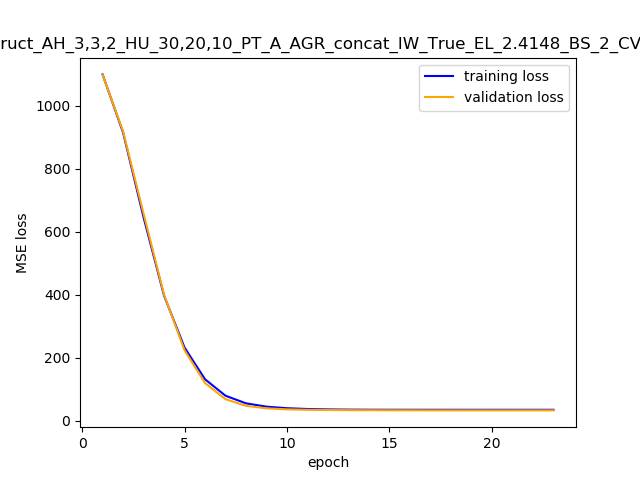 ruct_AH_3,3,2_HU_30,20,10_PT_A_AGR_concat_IW_True_EL_2.4148_BS_2_CV
training loss
validation loss
MSE loss
1000
800
600
400
200
0
0 5 10 15 20
epoch